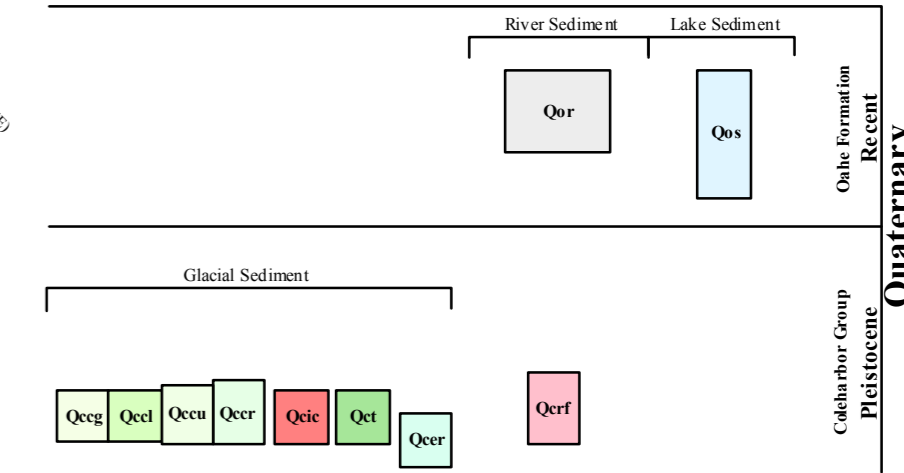 River Sediment
Lake Sediment
Qor
Qos
Oahe Formation
Recent
Quaternary
Glacial Sediment
Qccg
Qccl
Qccu
Qccr
Qcic
Qct
Qcer
Qcrf
Coleharbor Group
Pleistocene